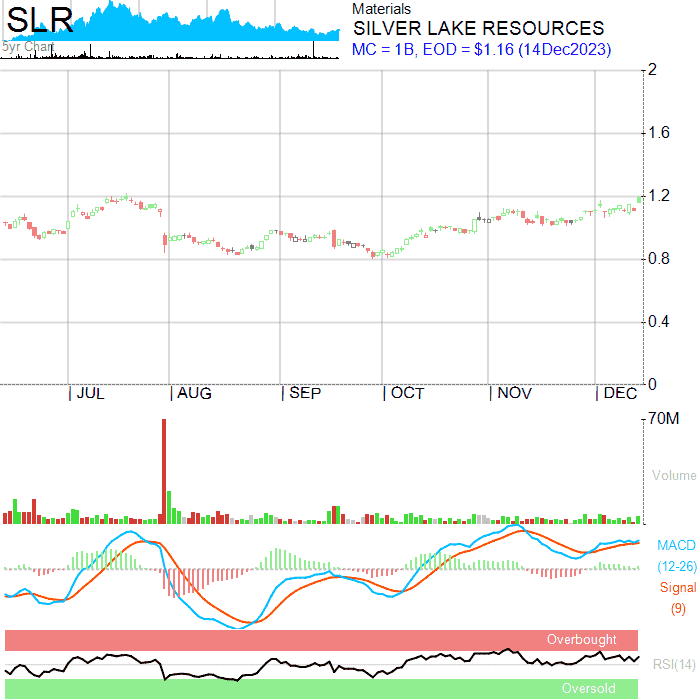 SLR
5yr Chart
Materials
SILVER LAKE RESOURCES
MC = 1B, EOD = $1.16 (14Dec2023)
2
1.6
1.2
0.8
0.4
0
JUL AUG SEP OCT NOV DEC
70M
Volume
MACD
(12-26)
Signal
(9)
Overbought
RSI(14)
Oversold